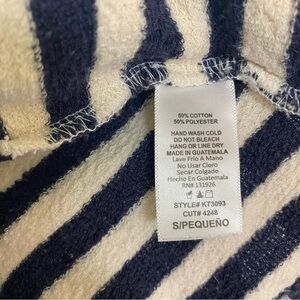 50% COTTON
50% POLYESTER
HAND WASH COLD
DO NOT BLEACH
HANG OR LINE DRY
MADE IN GUATEMALA
Lave Frio A Mano
No Usar Cloro
Secar Colgado
Hecho En Guatemala
RN# 131926
STYLE# KT3093
CUT# 4248
S/PEQUEÑO